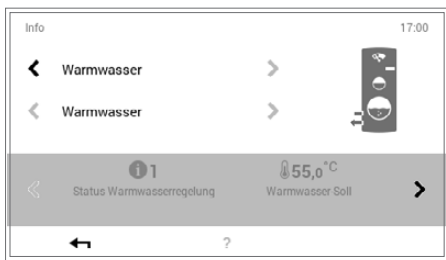 Info 17:00
Warmwasser
Warmwasser
1 55,0°C
Status Warmwasserregelung Warmwasser Soll
?